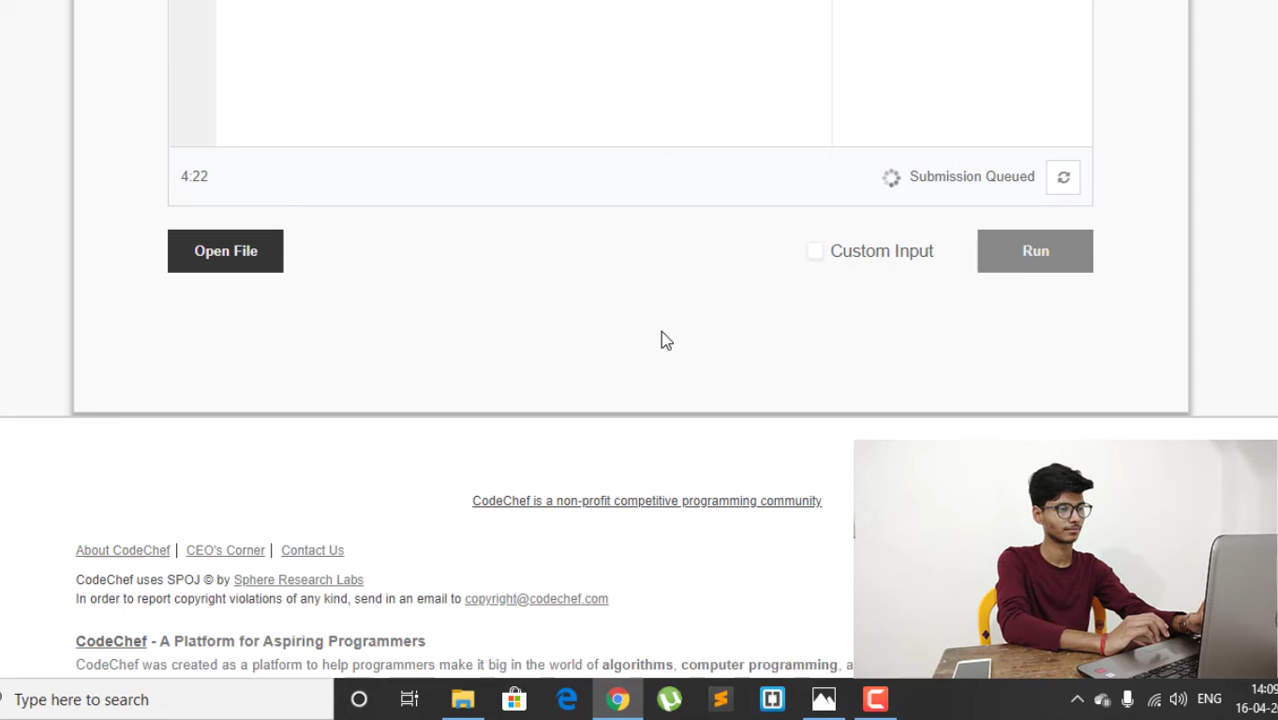 4:22
Submission Queued
Open File
Custom Input
Run
CodeChef is a non-profit competitive programming community
About CodeChef | CEO's Corner | Contact Us
CodeChef uses SPOJ © by Sphere Research Labs
In order to report copyright violations of any kind, send in an email to copyright@codechef.com
CodeChef - A Platform for Aspiring Programmers
CodeChef was created as a platform to help programmers make it big in the world of algorithms, computer programming, a
Type here to search
ENG
14:09
16-04-2